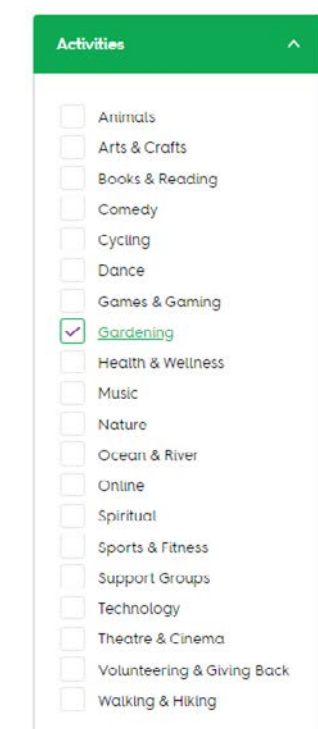 Activities
Animals
Arts & Crafts
Books & Reading
Comedy
Cycling
Dance
Games & Gaming
Gardening
Health & Wellness
Music
Nature
Ocean & River
Online
Spiritual
Sports & Fitness
Support Groups
Technology
Theatre & Cinema
Volunteering & Giving Back
Walking & Hiking